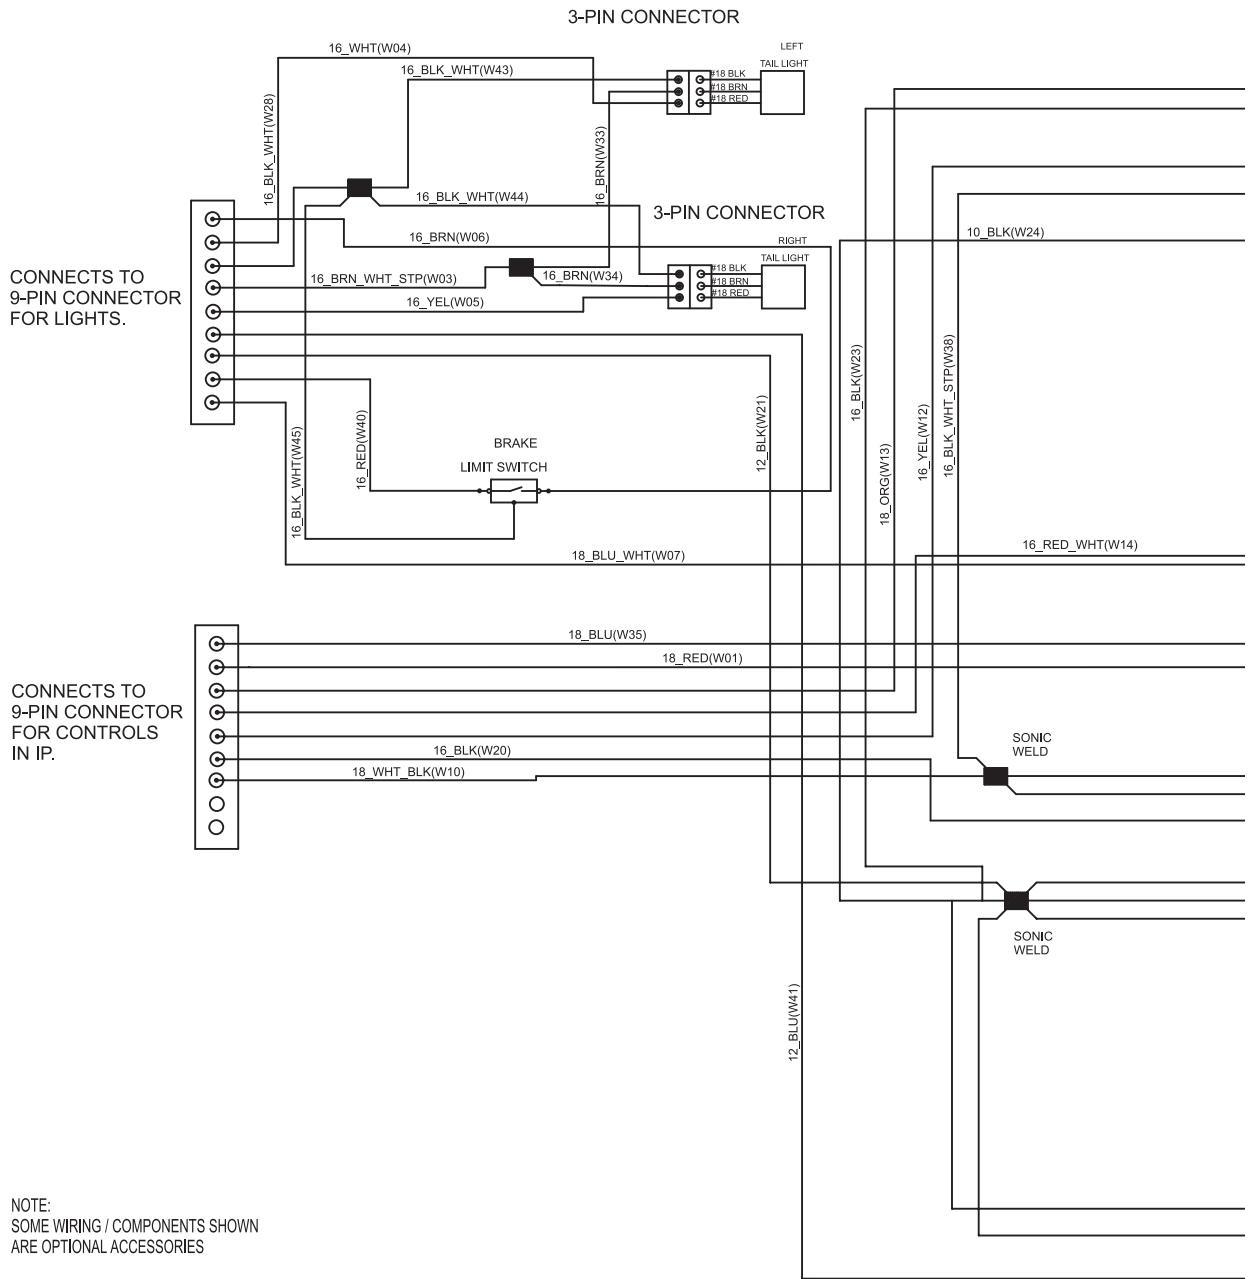 3-PIN CONNECTOR
16_WHT(W04)
LEFT
TAIL LIGHT
16_BLK_WHT(W43)
#18 BLK
#18 BRN
#18 RED
16_BLK_WHT(W28)
16_BRN(W33)
16_BLK_WHT(W44)
3-PIN CONNECTOR
16_BRN(W06)
RIGHT
TAIL LIGHT
10_BLK(W24)
CONNECTS TO
9-PIN CONNECTOR
FOR LIGHTS.
16_BRN_WHT_STP(W03)
16_BRN(W34)
#18 BLK
#18 BRN
#18 RED
16_YEL(W05)
16_BLK(W23)
16_BLK_WHT_STP(W38)
16_YEL(W12)
18_ORG(W13)
12_BLK(W21)
16_RED(W40)
16_BLK_WHT(W45)
BRAKE
LIMIT SWITCH
16_RED_WHT(W14)
18_BLU_WHT(W07)
18_BLU(W35)
18_RED(W01)
CONNECTS TO
9-PIN CONNECTOR
FOR CONTROLS
IN IP.
16_BLK(W20)
18_WHT_BLK(W10)
SONIC
WELD
SONIC
WELD
12_BLU(W41)
NOTE:
SOME WIRING / COMPONENTS SHOWN
ARE OPTIONAL ACCESSORIES